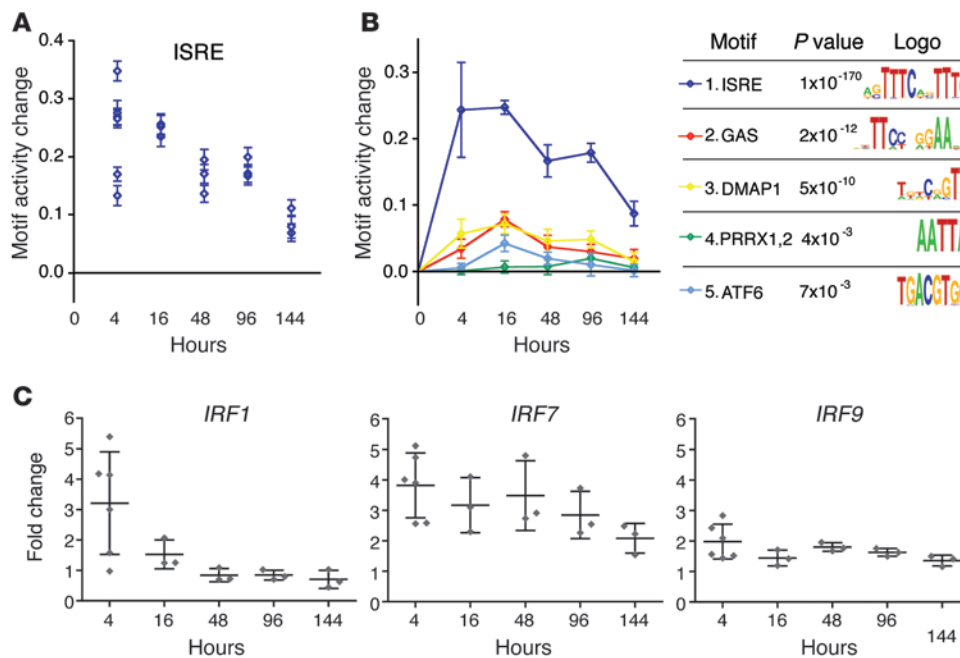 A
ISRE
Motif activity change
0.4
0.3
0.2
0.1
0.0
0 4 16 48 96 144
Hours
B
Motif activity change
0.3
0.2
0.1
0.0
0 4 16 48 96 144
Hours
Motif P value Logo
1. ISRE 1x10-170
2. GAS 2x10-12
3. DMAP1 5x10-10
4. PRRX1,2 4x10-3 AATTA
5. ATF6 7x10-3 TGACGTG
C
IRF1
Fold change
6
5
4
3
2
1
0
4 16 48 96 144
Hours
IRF7
6
5
4
3
2
1
0
4 16 48 96 144
Hours
IRF9
6
5
4
3
2
1
0
4 16 48 96 144
Hours